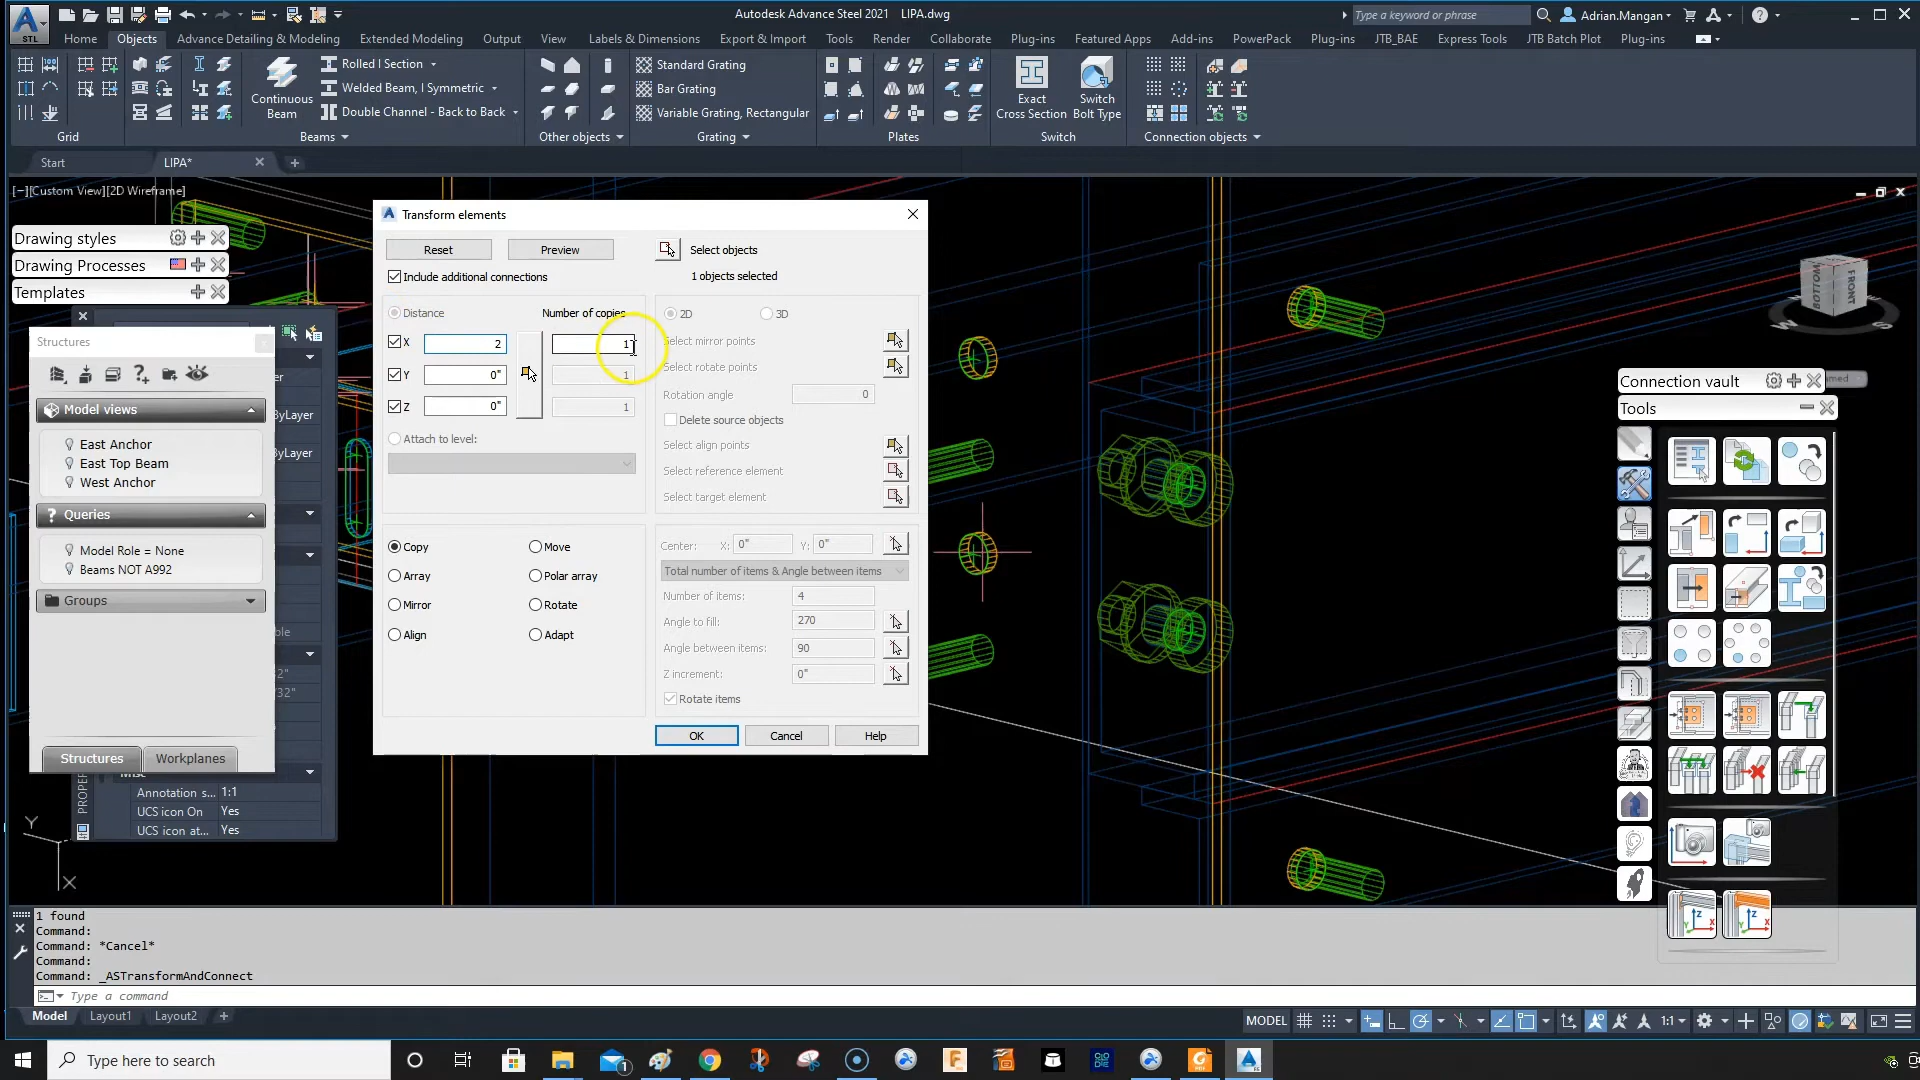 Autodesk Advance Steel 2021 LIPA.dwg
Type a keyword or phrase
Adrian.Mangan
STL
Home Objects Advance Detailing & Modeling Extended Modeling Output View Labels & Dimensions Export & Import Tools Render Collaborate Plug-ins Featured Apps Add-ins PowerPack Plug-ins JTB_BAE Express Tools JTB Batch Plot Plug-ins
Rolled I Section
Welded Beam, I Symmetric
Double Channel - Back to Back
Continuous Beam
Standard Grating
Bar Grating
Variable Grating, Rectangular
Exact Cross Section
Switch Bolt Type
Grid Beams Other objects Grating Plates Switch Connection objects
Start LIPA*
[−][Custom View][2D Wireframe]
Drawing styles
Drawing Processes
Templates
Structures
Model views
East Anchor
East Top Beam
West Anchor
Queries
Model Role = None
Beams NOT A992
Groups
Structures Workplanes
ByLayer
Annotation s... 1:1
UCS icon On Yes
UCS icon at... Yes
Transform elements
Reset Preview Select objects
Include additional connections
1 objects selected
Distance Number of copies
X 2 1
Y 0" 1
Z 0" 1
Attach to level:
Copy Move
Array Polar array
Mirror Rotate
Align Adapt
2D 3D
Select mirror points
Select rotate points
Rotation angle 0
Delete source objects
Select align points
Select reference element
Select target element
Center: X: 0" Y: 0"
Total number of items & Angle between items
Number of items: 4
Angle to fill: 270
Angle between items: 90
Z increment: 0"
Rotate items
OK Cancel Help
BOTTOM FRONT
W S
Connection vault
Tools
Y
X
1 found
Command:
Command: *Cancel*
Command:
Command: _ASTransformAndConnect
Type a command
Model Layout1 Layout2
MODEL 1:1
Type here to search